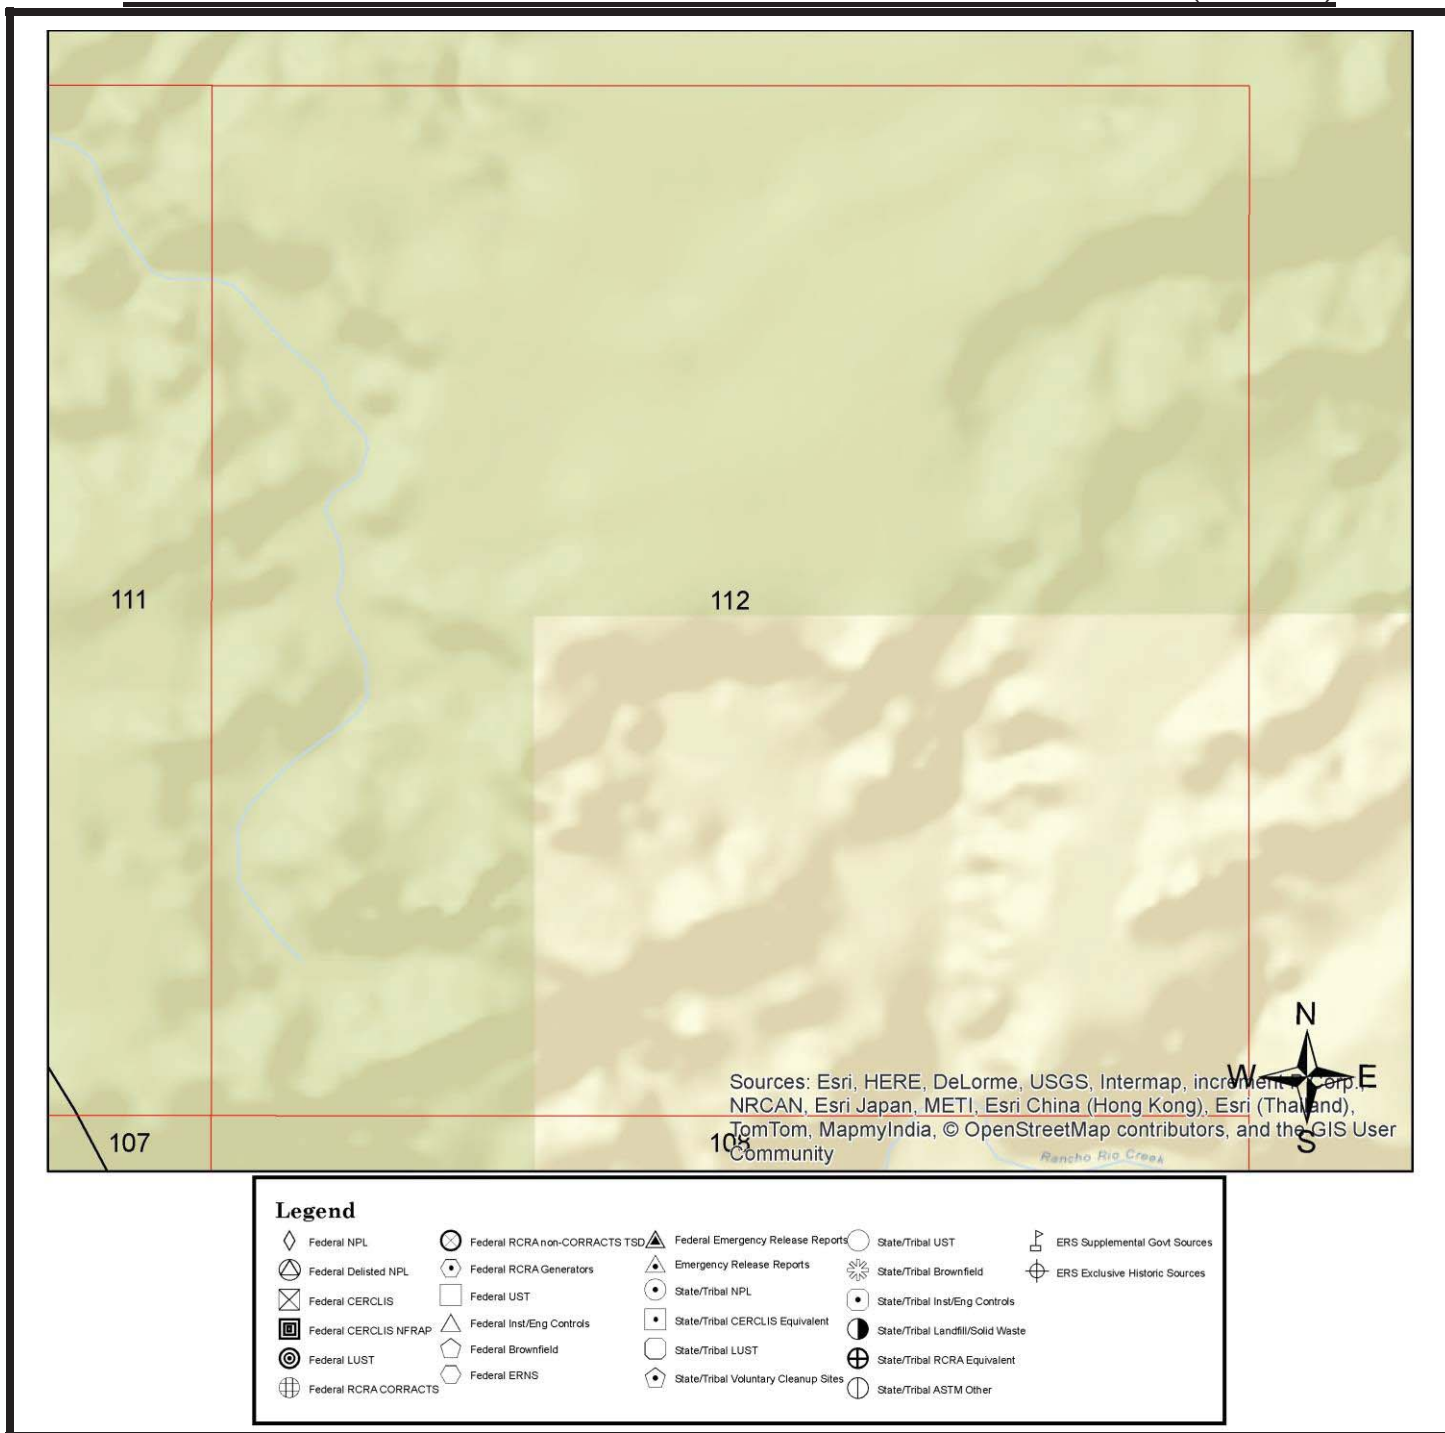 111
112
N
W E
S
Sources: Esri, HERE, DeLorme, USGS, Intermap, increment P Corp.,
NRCAN, Esri Japan, METI, Esri China (Hong Kong), Esri (Thailand),
TomTom, MapmyIndia, © OpenStreetMap contributors, and the GIS User
Community
107
108
Rancho Rio Creek
Legend
Federal NPL
Federal Delisted NPL
Federal CERCLIS
Federal CERCLIS NFRAP
Federal LUST
Federal RCRA CORRACTS
Federal RCRA non-CORRACTS TSD
Federal RCRA Generators
Federal UST
Federal Inst/Eng Controls
Federal Brownfield
Federal ERNS
Federal Emergency Release Reports
Emergency Release Reports
State/Tribal NPL
State/Tribal CERCLIS Equivalent
State/Tribal LUST
State/Tribal Voluntary Cleanup Sites
State/Tribal UST
State/Tribal Brownfield
State/Tribal Inst/Eng Controls
State/Tribal Landfill/Solid Waste
State/Tribal RCRA Equivalent
State/Tribal ASTM Other
ERS Supplemental Govt Sources
ERS Exclusive Historic Sources